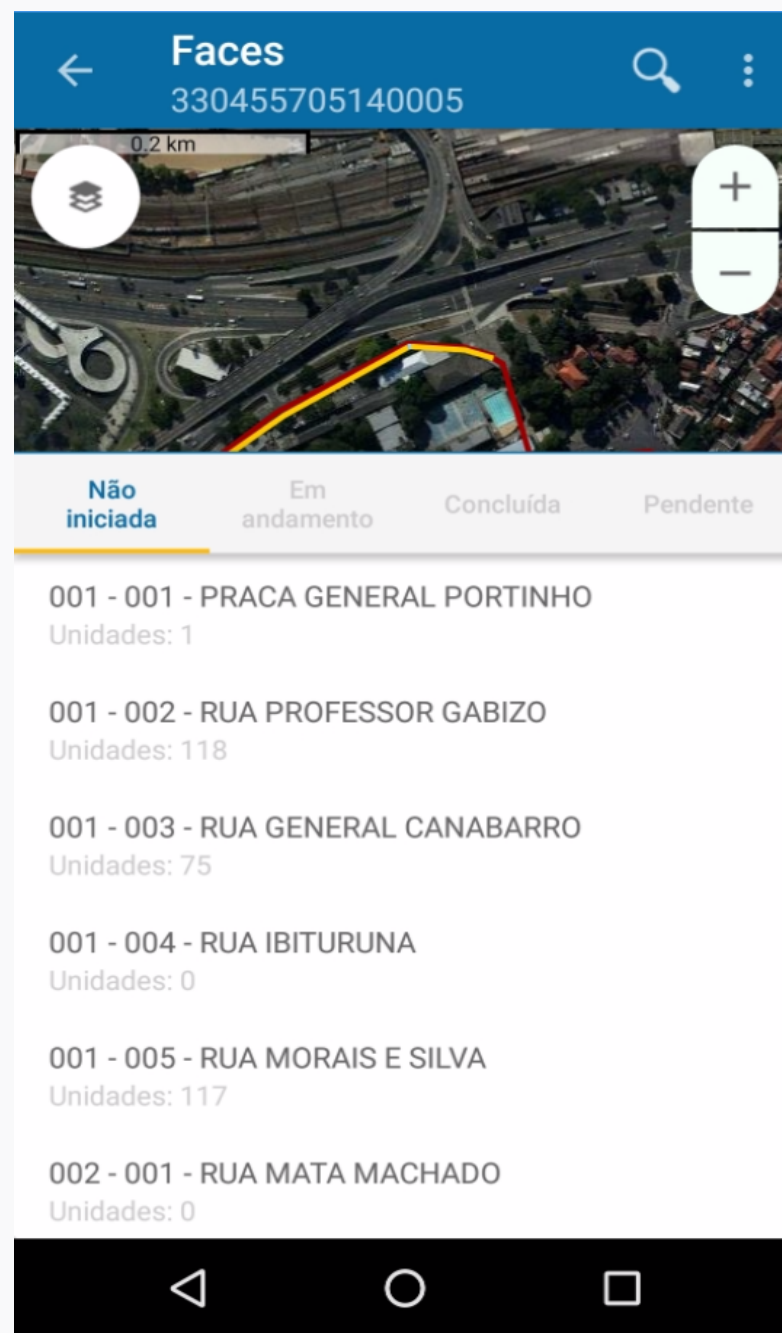 Faces
330455705140005
0.2 km
+
−
Não
iniciada
Em
andamento
Concluída
Pendente
001 - 001 - PRACA GENERAL PORTINHO
Unidades: 1
001 - 002 - RUA PROFESSOR GABIZO
Unidades: 118
001 - 003 - RUA GENERAL CANABARRO
Unidades: 75
001 - 004 - RUA IBITURUNA
Unidades: 0
001 - 005 - RUA MORAIS E SILVA
Unidades: 117
002 - 001 - RUA MATA MACHADO
Unidades: 0